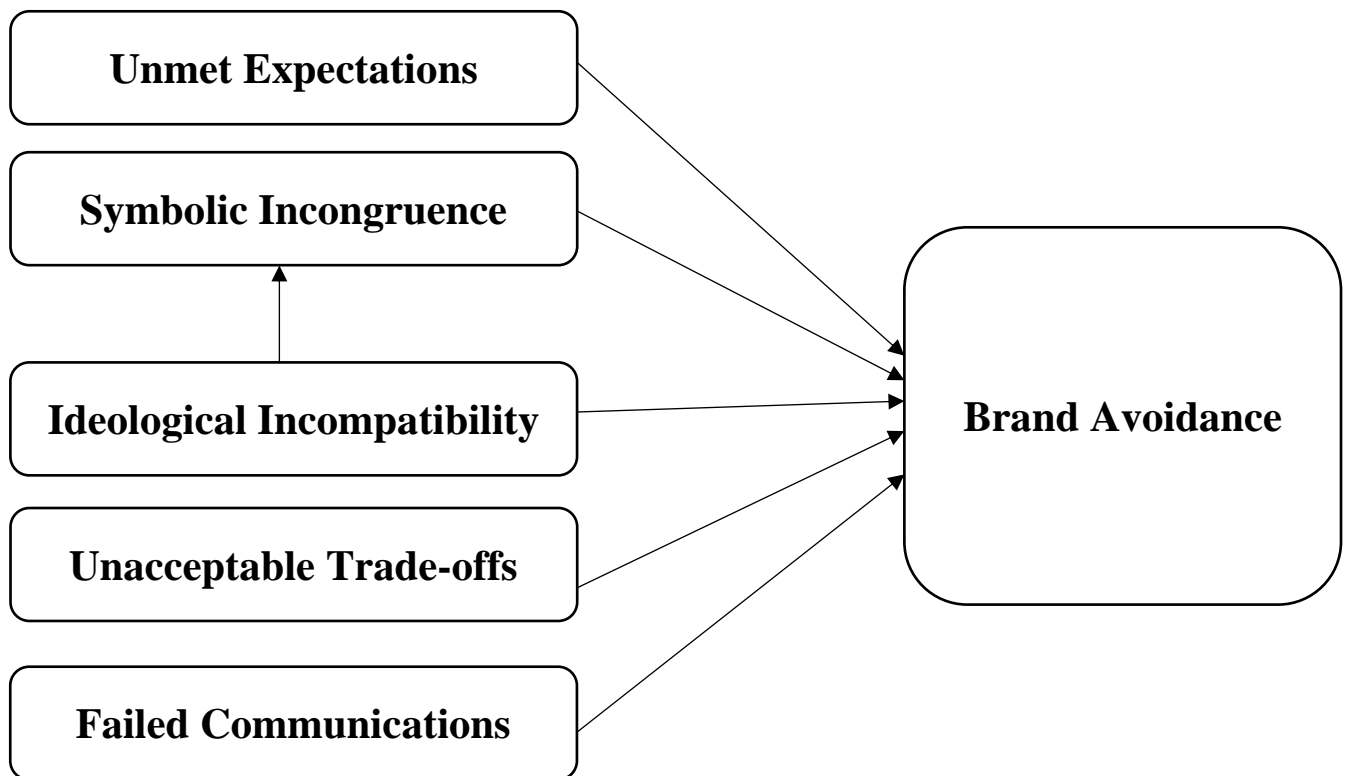 Unmet Expectations
Symbolic Incongruence
Ideological Incompatibility
Brand Avoidance
Unacceptable Trade-offs
Failed Communications